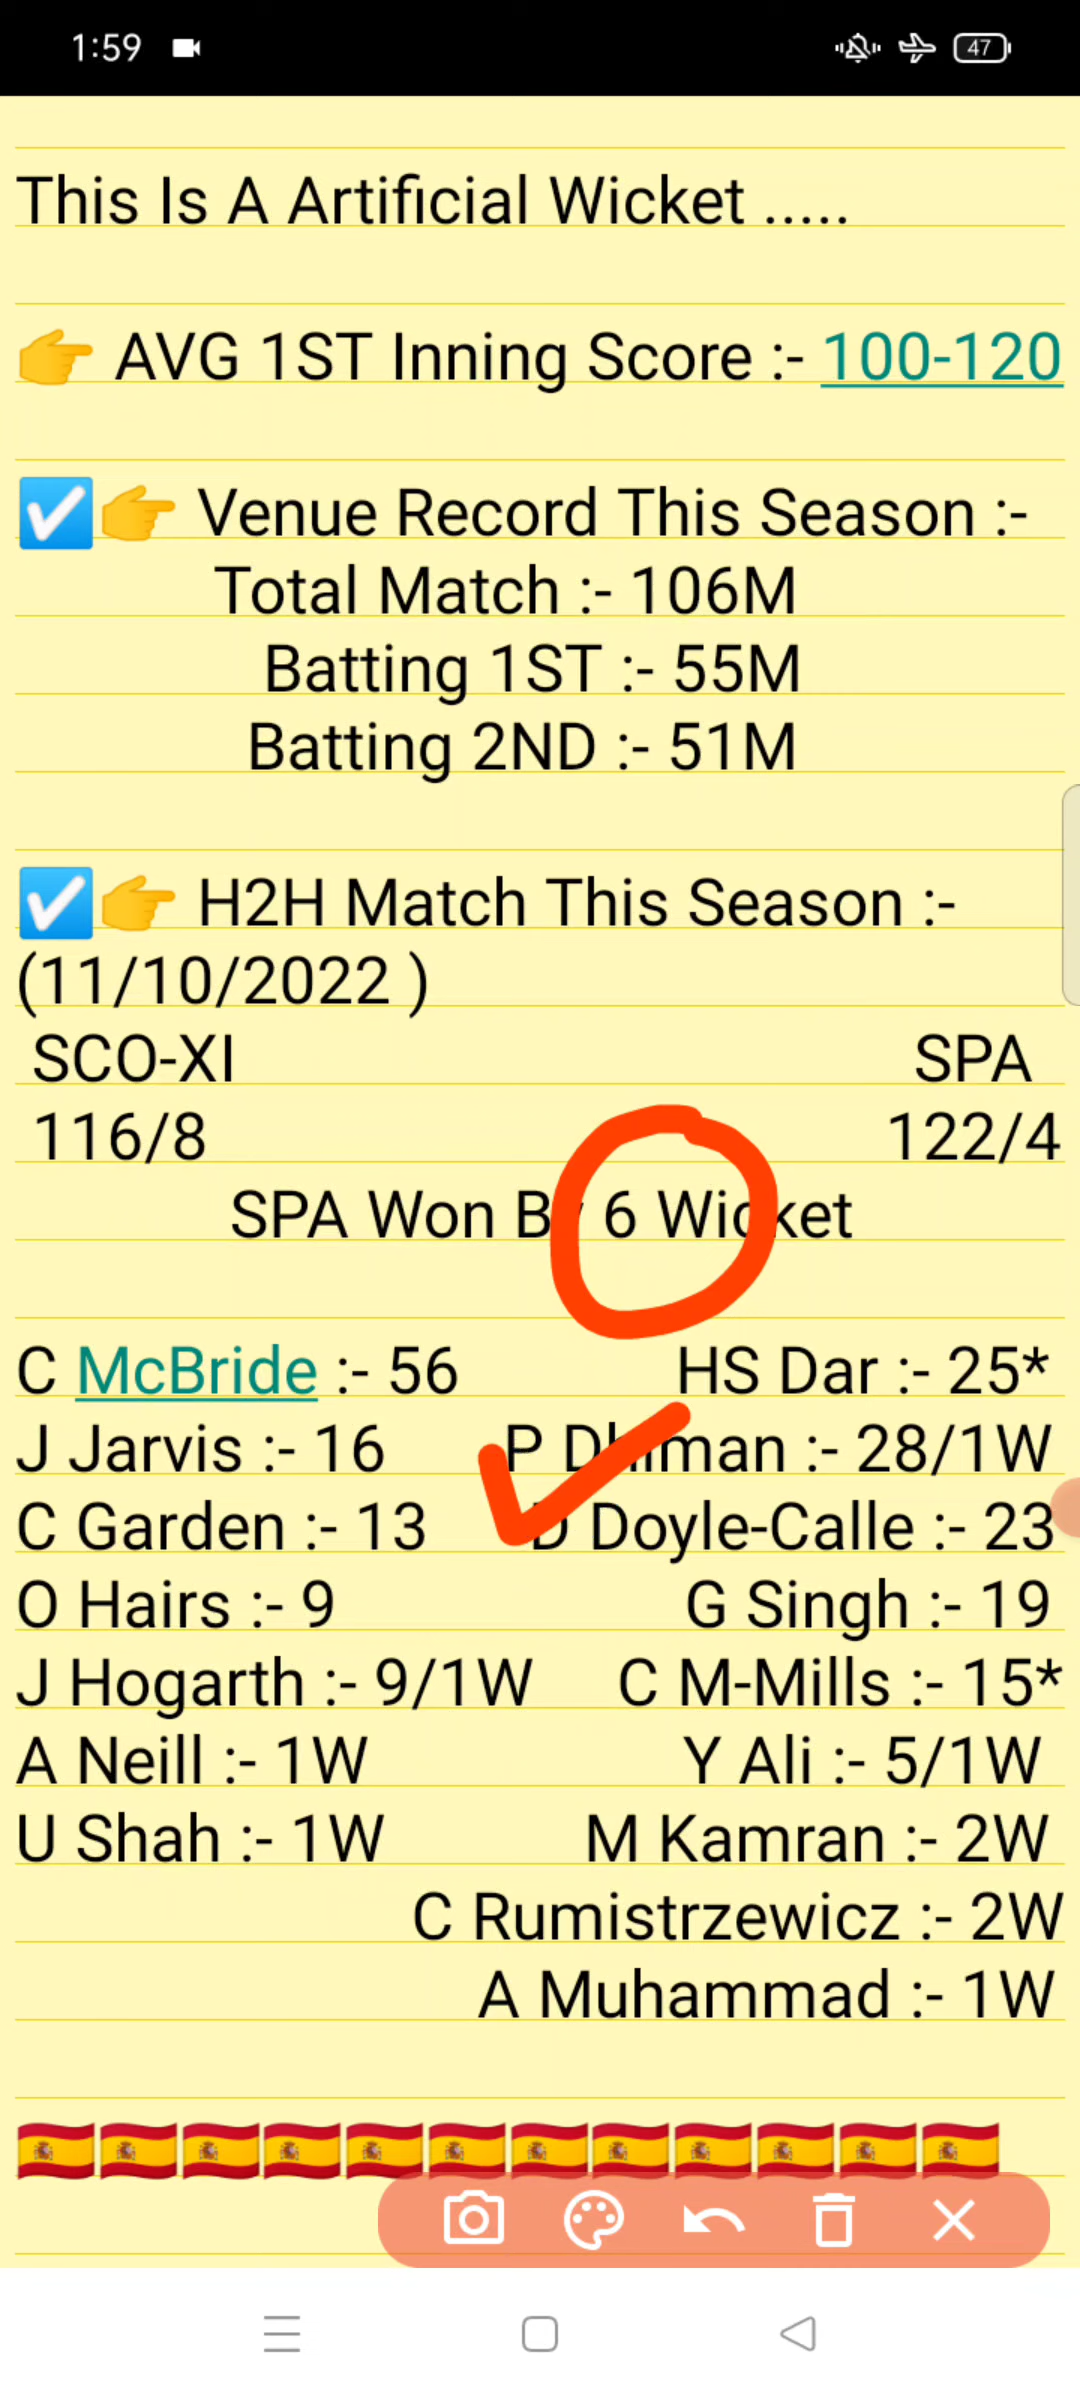 1:59
47
This Is A Artificial Wicket .....
👉 AVG 1ST Inning Score :- 100-120
☑👉 Venue Record This Season :-
Total Match :- 106M
Batting 1ST :- 55M
Batting 2ND :- 51M
☑👉 H2H Match This Season :-
(11/10/2022 )
SCO-XI SPA
116/8 122/4
SPA Won By 6 Wicket
C McBride :- 56 HS Dar :- 25*
J Jarvis :- 16 P Dhiman :- 28/1W
C Garden :- 13 D Doyle-Calle :- 23
O Hairs :- 9 G Singh :- 19
J Hogarth :- 9/1W C M-Mills :- 15*
A Neill :- 1W Y Ali :- 5/1W
U Shah :- 1W M Kamran :- 2W
C Rumistrzewicz :- 2W
A Muhammad :- 1W